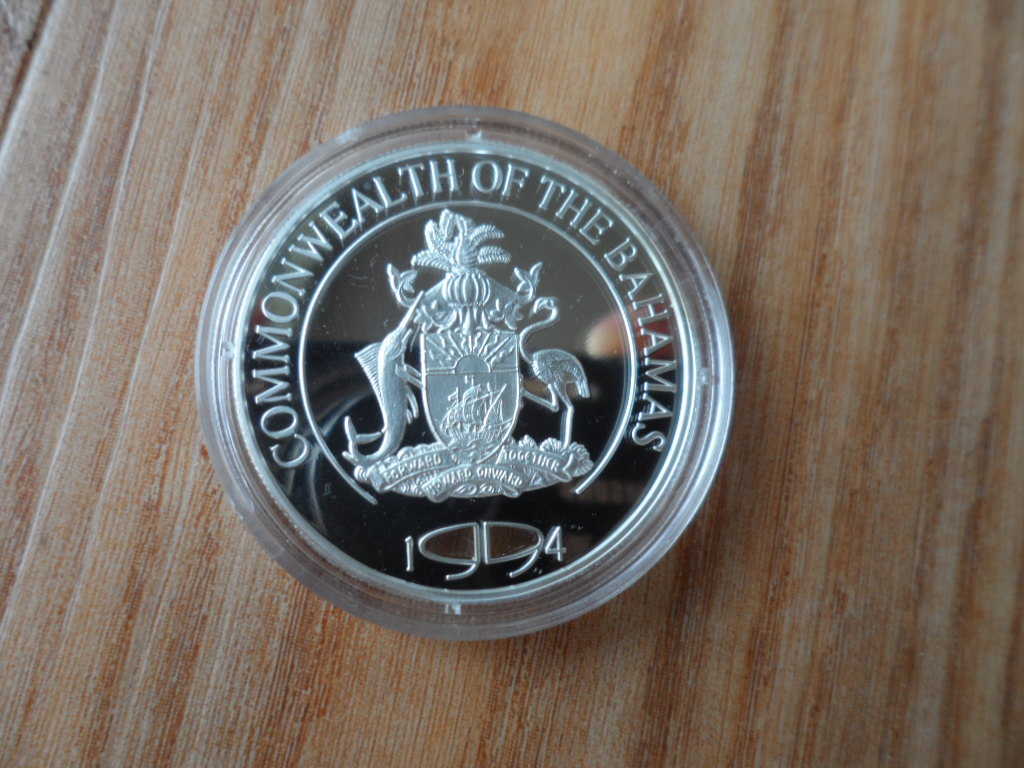 COMMONWEALTH OF THE BAHAMAS
FORWARD UPWARD ONWARD TOGETHER
1994